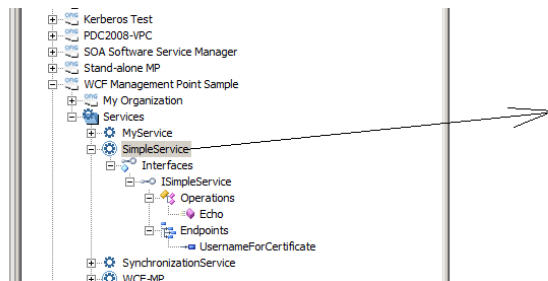 Kerberos Test
PDC2008-VPC
SOA Software Service Manager
Stand-alone MP
WCF Management Point Sample
My Organization
Services
MyService
SimpleService
Interfaces
ISimpleService
Operations
Echo
Endpoints
UsernameForCertificate
SynchronizationService
WCF-MP